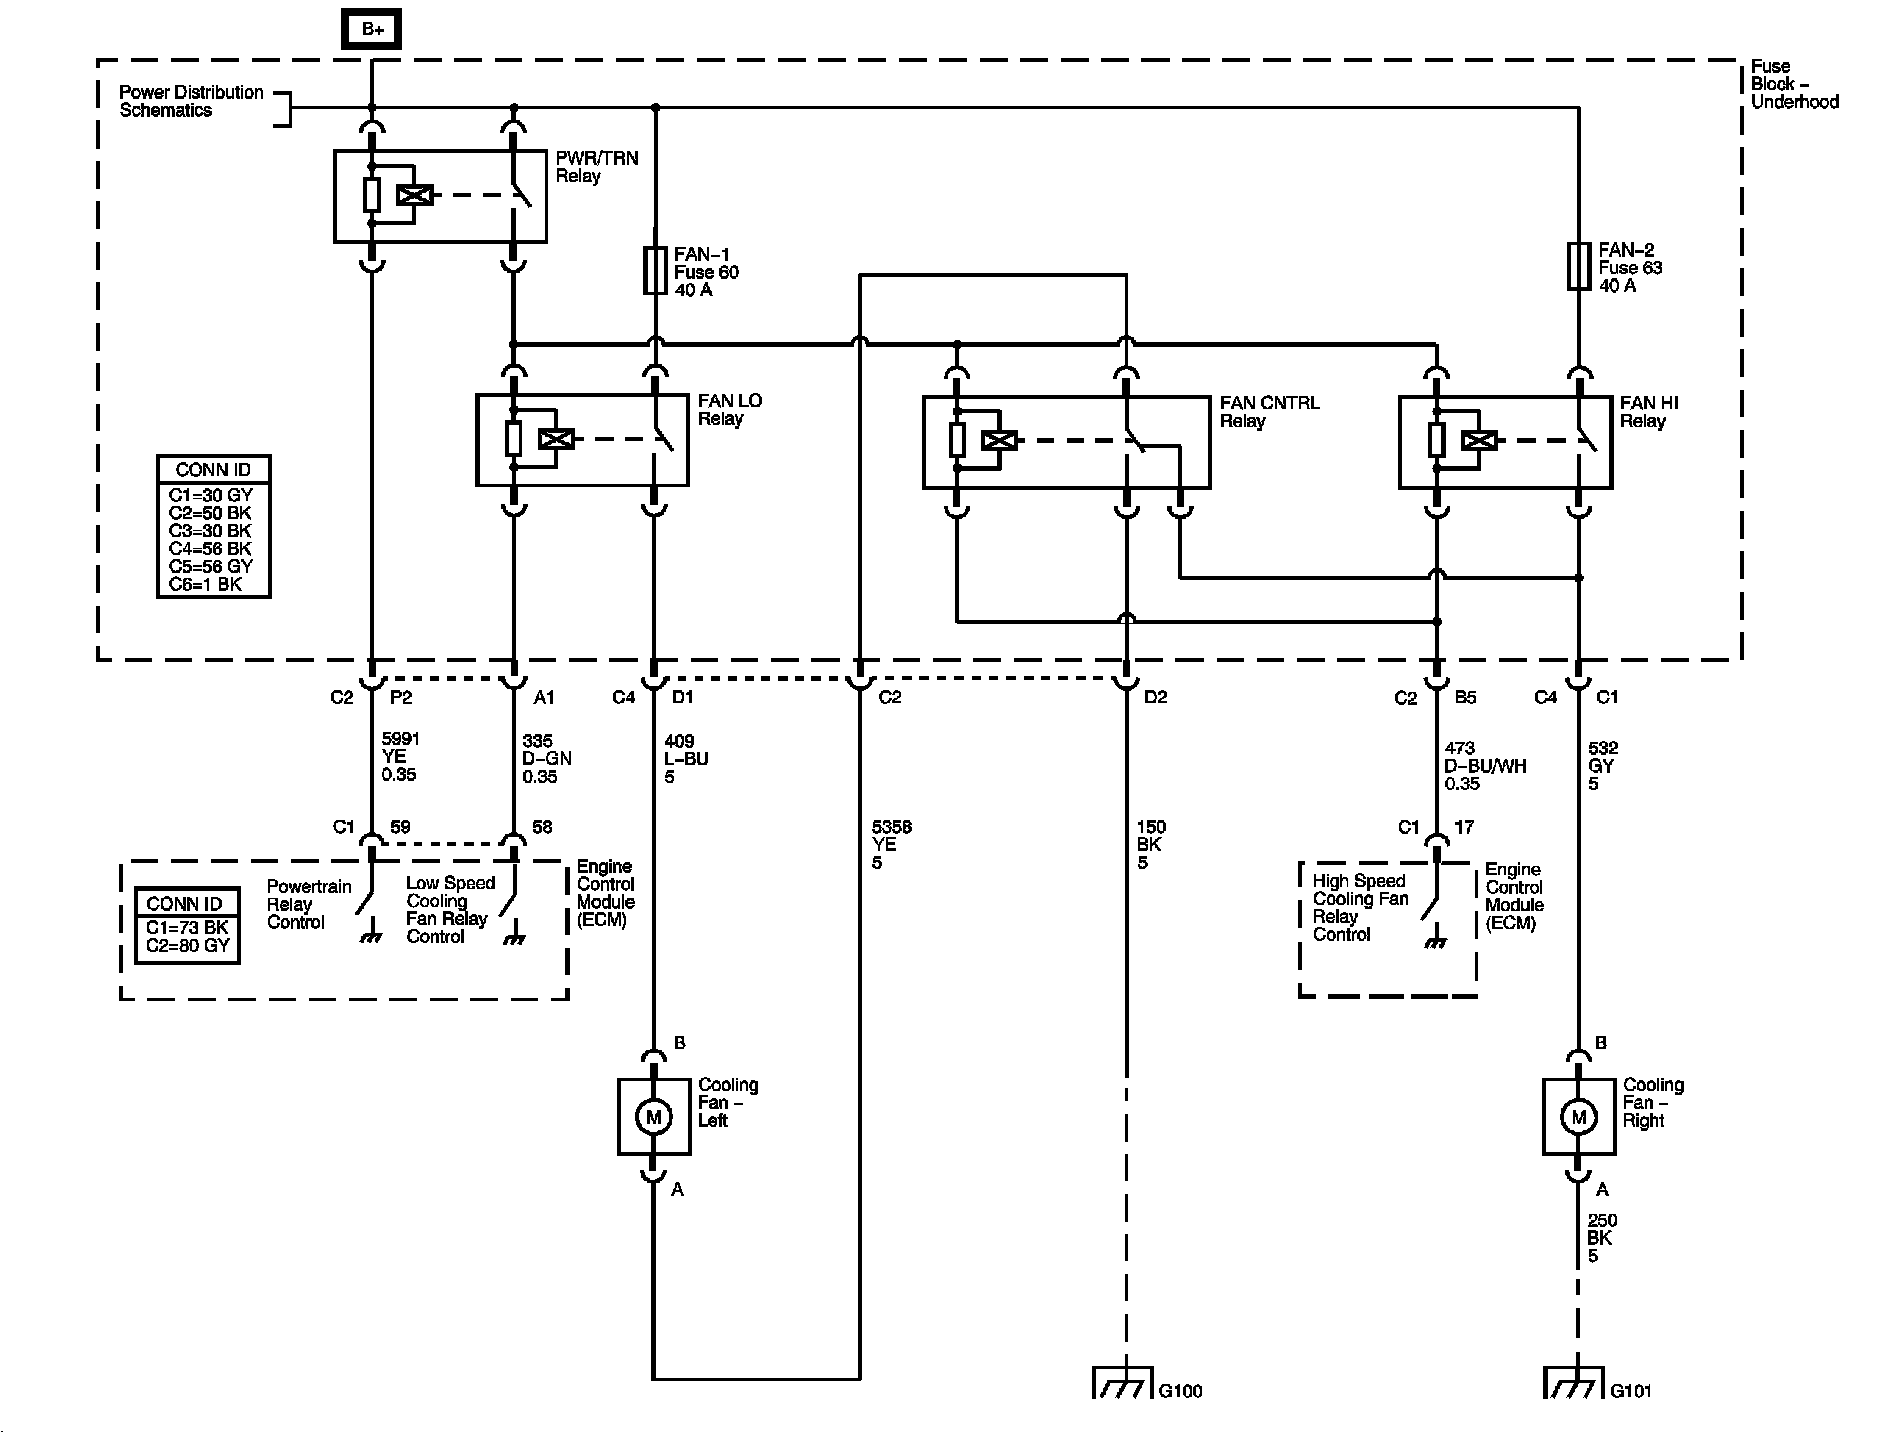 B+
Fuse
Block –
Underhood
Power Distribution
Schematics
PWR/TRN
Relay
FAN–1
Fuse 60
40 A
FAN–2
Fuse 63
40 A
FAN LO
Relay
FAN CNTRL
Relay
FAN HI
Relay
CONN ID
C1=30 GY
C2=50 BK
C3=30 BK
C4=56 BK
C5=56 GY
C6=1 BK
C2 P2 A1 C4 D1 C2 D2 C2 B5 C4 C1
5991
YE
0.35
335
D–GN
0.35
409
L–BU
5
473
D–BU/WH
0.35
532
GY
5
5358
YE
5
150
BK
5
C1 59 58
C1 17
CONN ID
C1=73 BK
C2=80 GY
Powertrain
Relay
Control
Low Speed
Cooling
Fan Relay
Control
Engine
Control
Module
(ECM)
High Speed
Cooling Fan
Relay
Control
Engine
Control
Module
(ECM)
B
M
Cooling
Fan –
Left
A
B
M
Cooling
Fan –
Right
A
250
BK
5
G100
G101